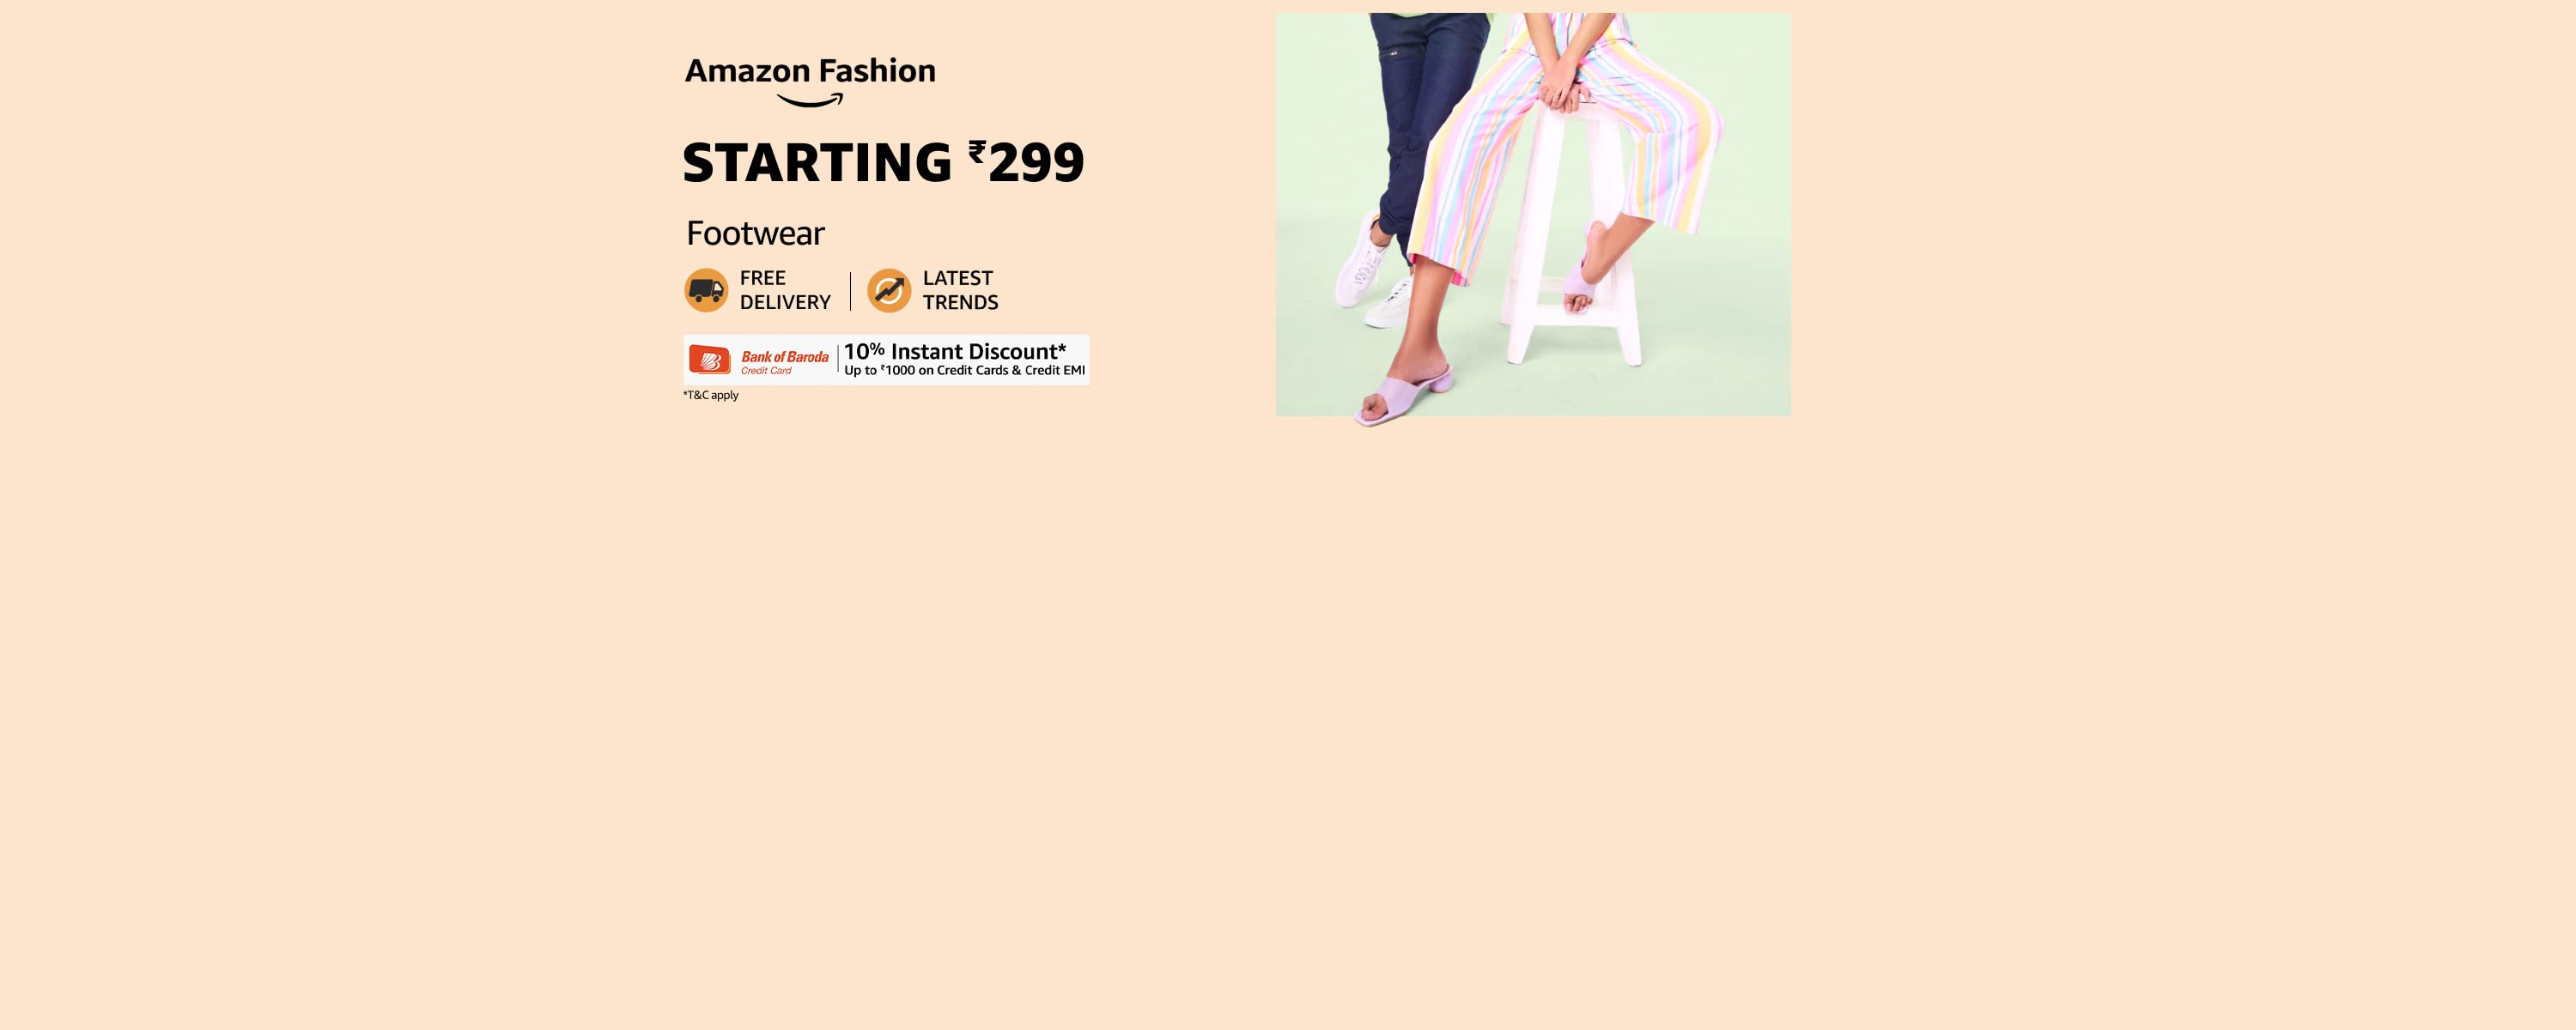 Amazon Fashion
STARTING ₹299
Footwear
FREE
DELIVERY
LATEST
TRENDS
Bank of Baroda
Credit Card
10% Instant Discount*
Up to ₹1000 on Credit Cards & Credit EMI
*T&C apply